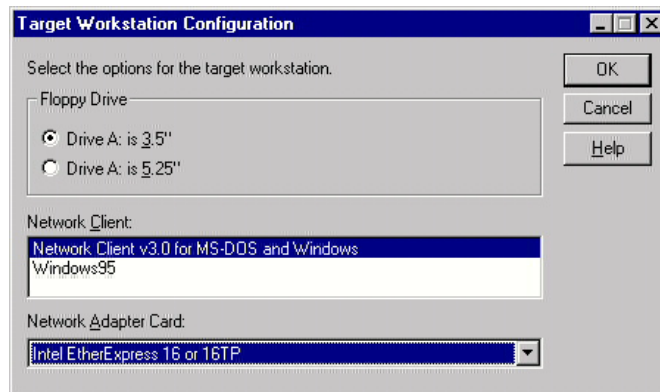 Target Workstation Configuration
Select the options for the target workstation.
OK
Floppy Drive
Cancel
Drive A: is 3.5"
Help
Drive A: is 5.25"
Network Client:
Network Client v3.0 for MS-DOS and Windows
Windows95
Network Adapter Card:
Intel EtherExpress 16 or 16TP